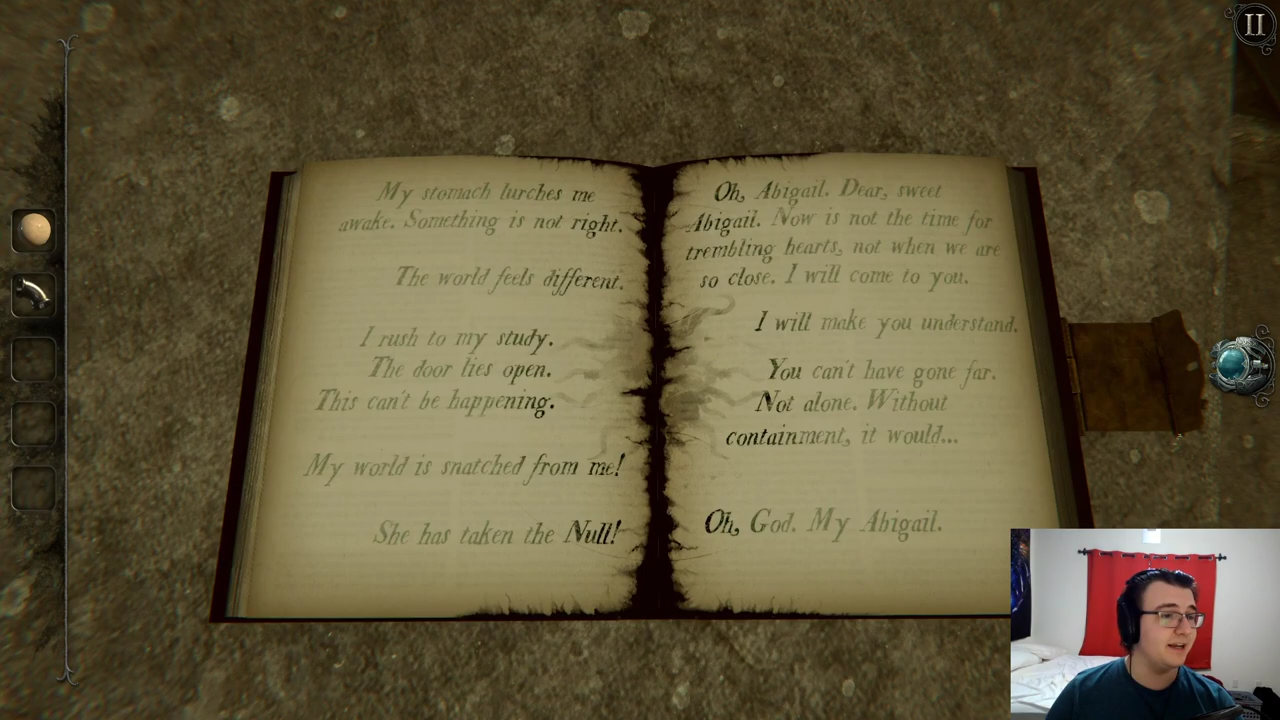 My stomach lurches me
awake. Something is not right.
The world feels different.
I rush to my study.
The door lies open.
This can't be happening.
My world is snatched from me!
She has taken the Null!
Oh, Abigail. Dear, sweet
Abigail. Now is not the time for
trembling hearts, not when we are
so close. I will come to you.
I will make you understand.
You can't have gone far.
Not alone. Without
containment, it would...
Oh, God. My Abigail.
II